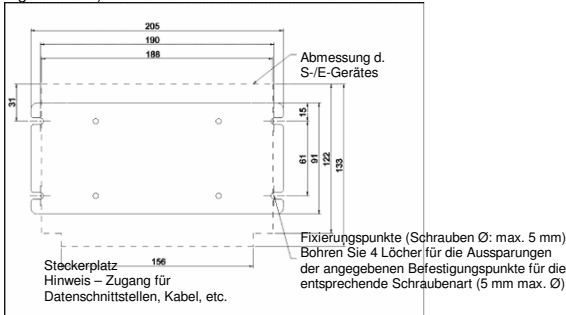 205
190
188
Abmessung d.
S-/E-Gerätes
31
15
61
91
122
133
Fixierungspunkte (Schrauben Ø: max. 5 mm)
Bohren Sie 4 Löcher für die Aussparungen
der angegebenen Befestigungspunkte für die
entsprechende Schraubenart (5 mm max. Ø)
156
Steckerplatz
Hinweis – Zugang für
Datenschnittstellen, Kabel, etc.